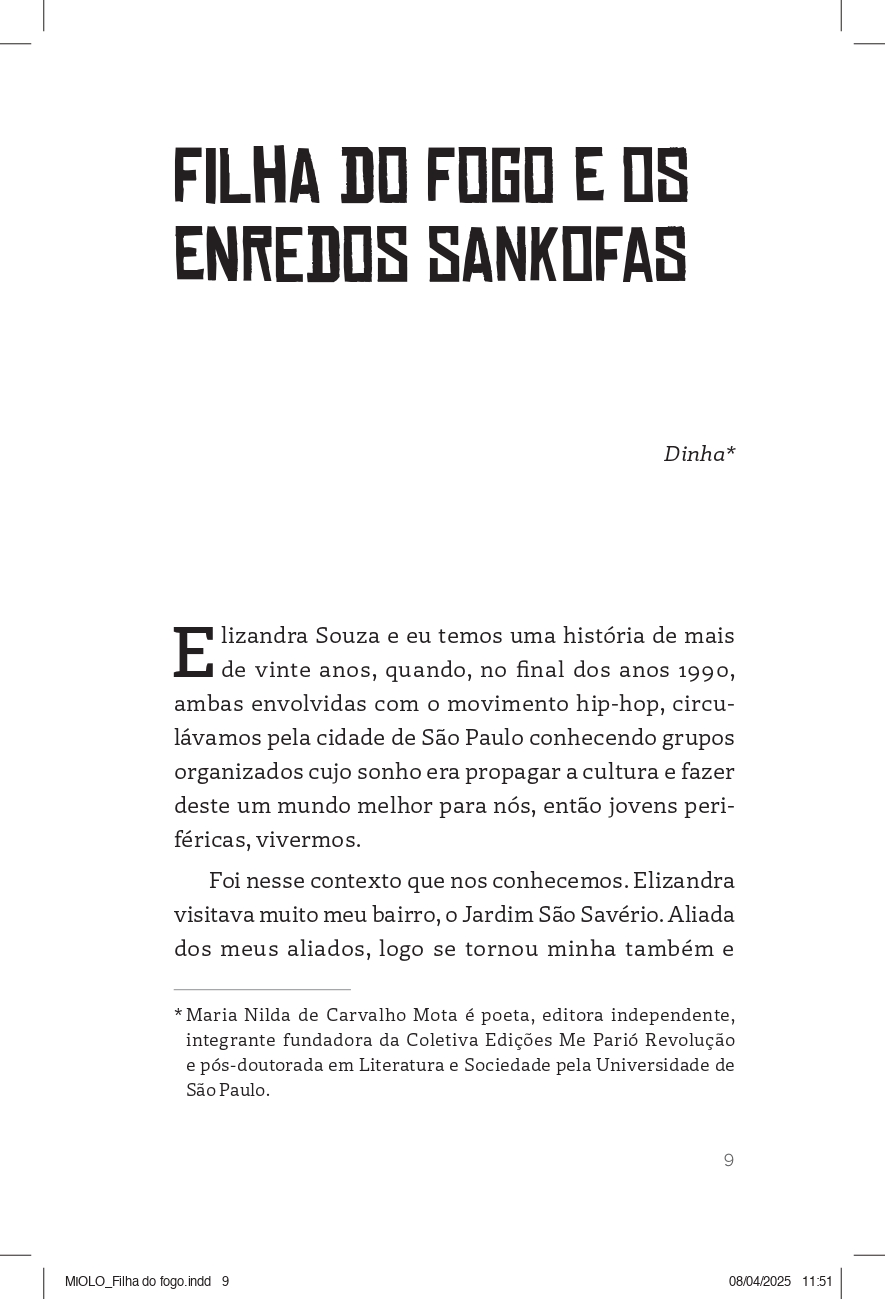 FILHA DO FOGO E OS
ENREDOS SANKOFAS
Dinha*
Elizandra Souza e eu temos uma história de mais
de vinte anos, quando, no final dos anos 1990,
ambas envolvidas com o movimento hip-hop, circu-
lávamos pela cidade de São Paulo conhecendo grupos
organizados cujo sonho era propagar a cultura e fazer
deste um mundo melhor para nós, então jovens peri-
féricas, vivermos.
Foi nesse contexto que nos conhecemos. Elizandra
visitava muito meu bairro, o Jardim São Savério. Aliada
dos meus aliados, logo se tornou minha também e
* Maria Nilda de Carvalho Mota é poeta, editora independente,
integrante fundadora da Coletiva Edições Me Parió Revolução
e pós-doutorada em Literatura e Sociedade pela Universidade de
São Paulo.
9
MIOLO_Filha do fogo.indd 9 08/04/2025 11:51